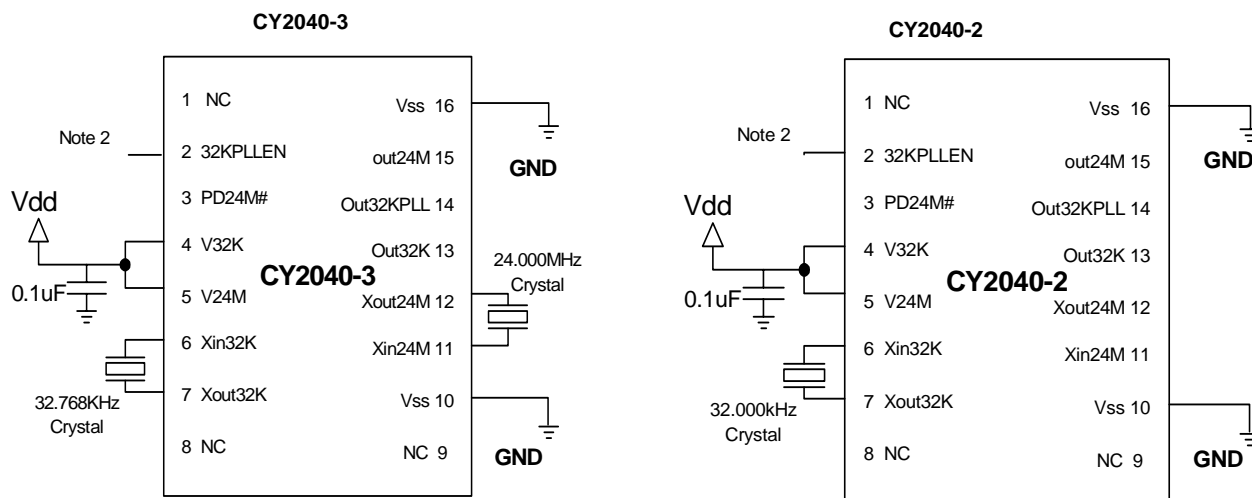 CY2040-3
1 NC
Vss 16
Note 2
2 32KPLLEN
out24M 15
GND
3 PD24M#
Out32KPLL 14
Vdd
4 V32K
Out32K 13
CY2040-3
24.000MHz
Crystal
0.1uF
5 V24M
Xout24M 12
6 Xin32K
Xin24M 11
7 Xout32K
32.768KHz
Crystal
Vss 10
8 NC
NC 9
GND
CY2040-2
1 NC
Vss 16
Note 2
2 32KPLLEN
out24M 15
GND
3 PD24M#
Out32KPLL 14
Vdd
4 V32K
Out32K 13
CY2040-2
0.1uF
5 V24M
Xout24M 12
6 Xin32K
Xin24M 11
7 Xout32K
32.000kHz
Crystal
Vss 10
8 NC
NC 9
GND